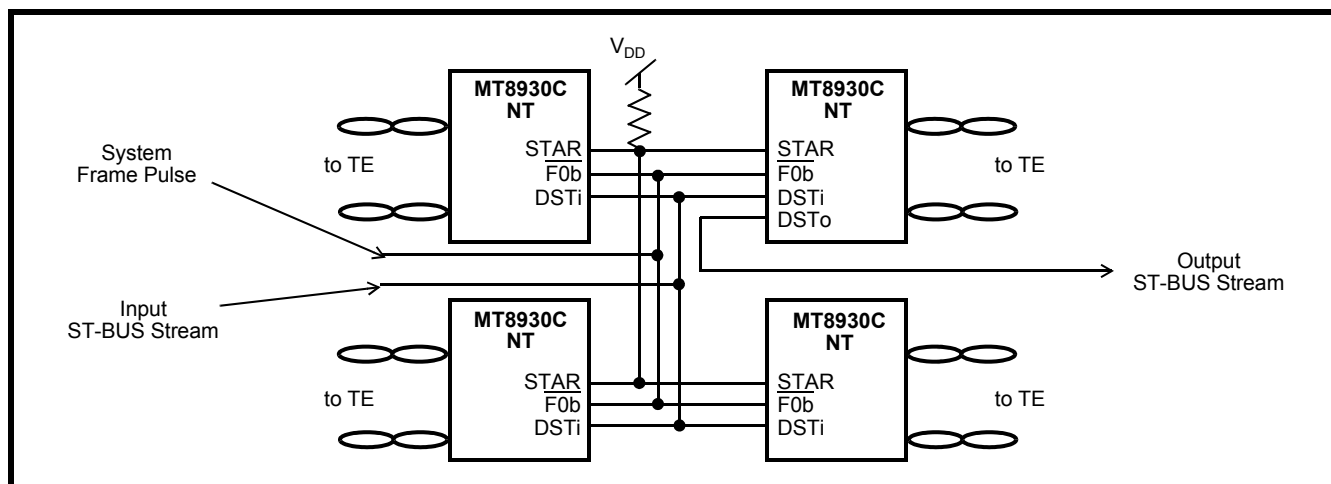 V_DD
MT8930C
NT
STAR
F0b
DSTi
to TE
MT8930C
NT
STAR
F0b
DSTi
DSTo
to TE
System
Frame Pulse
Input
ST-BUS Stream
Output
ST-BUS Stream
MT8930C
NT
STAR
F0b
DSTi
to TE
MT8930C
NT
STAR
F0b
DSTi
to TE